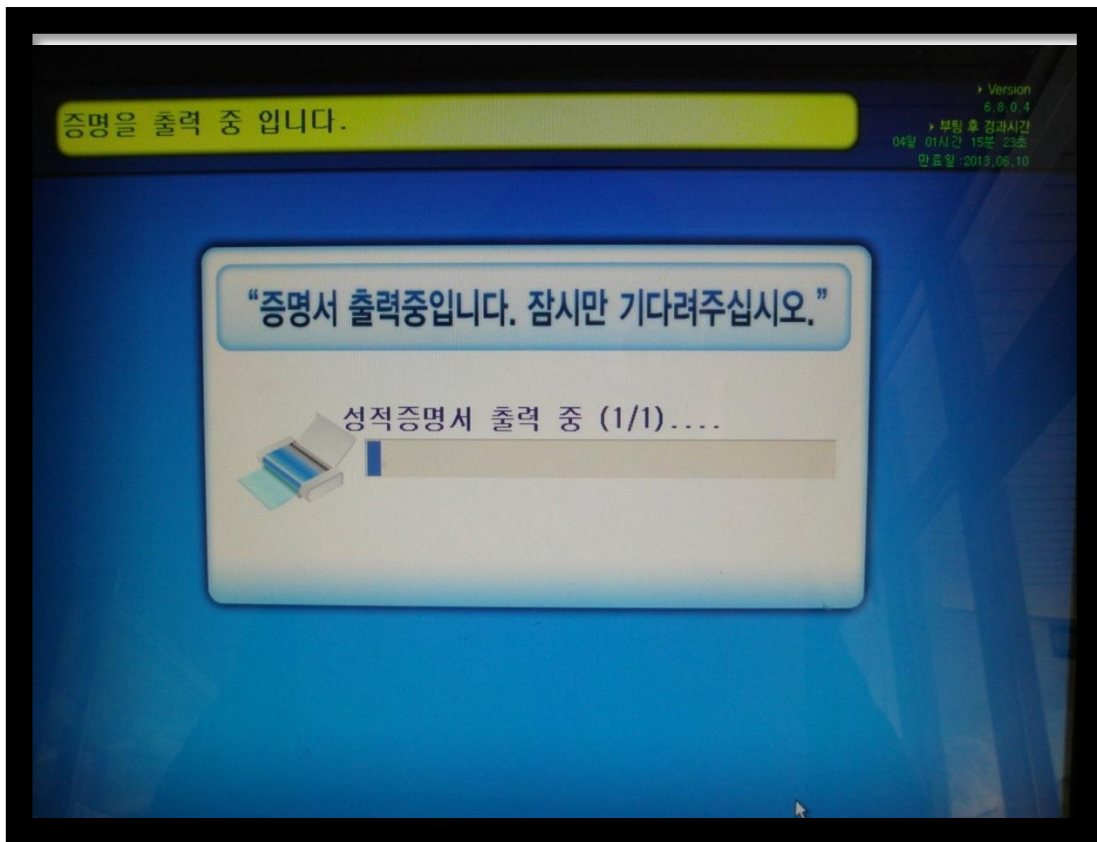 증명을 출력 중 입니다.
› Version
6.8.0.4
› 부팅 후 경과시간
04일 01시간 15분 23초
만료일 :2013.06.10
“증명서 출력중입니다. 잠시만 기다려주십시오.”
성적증명서 출력 중 (1/1)....